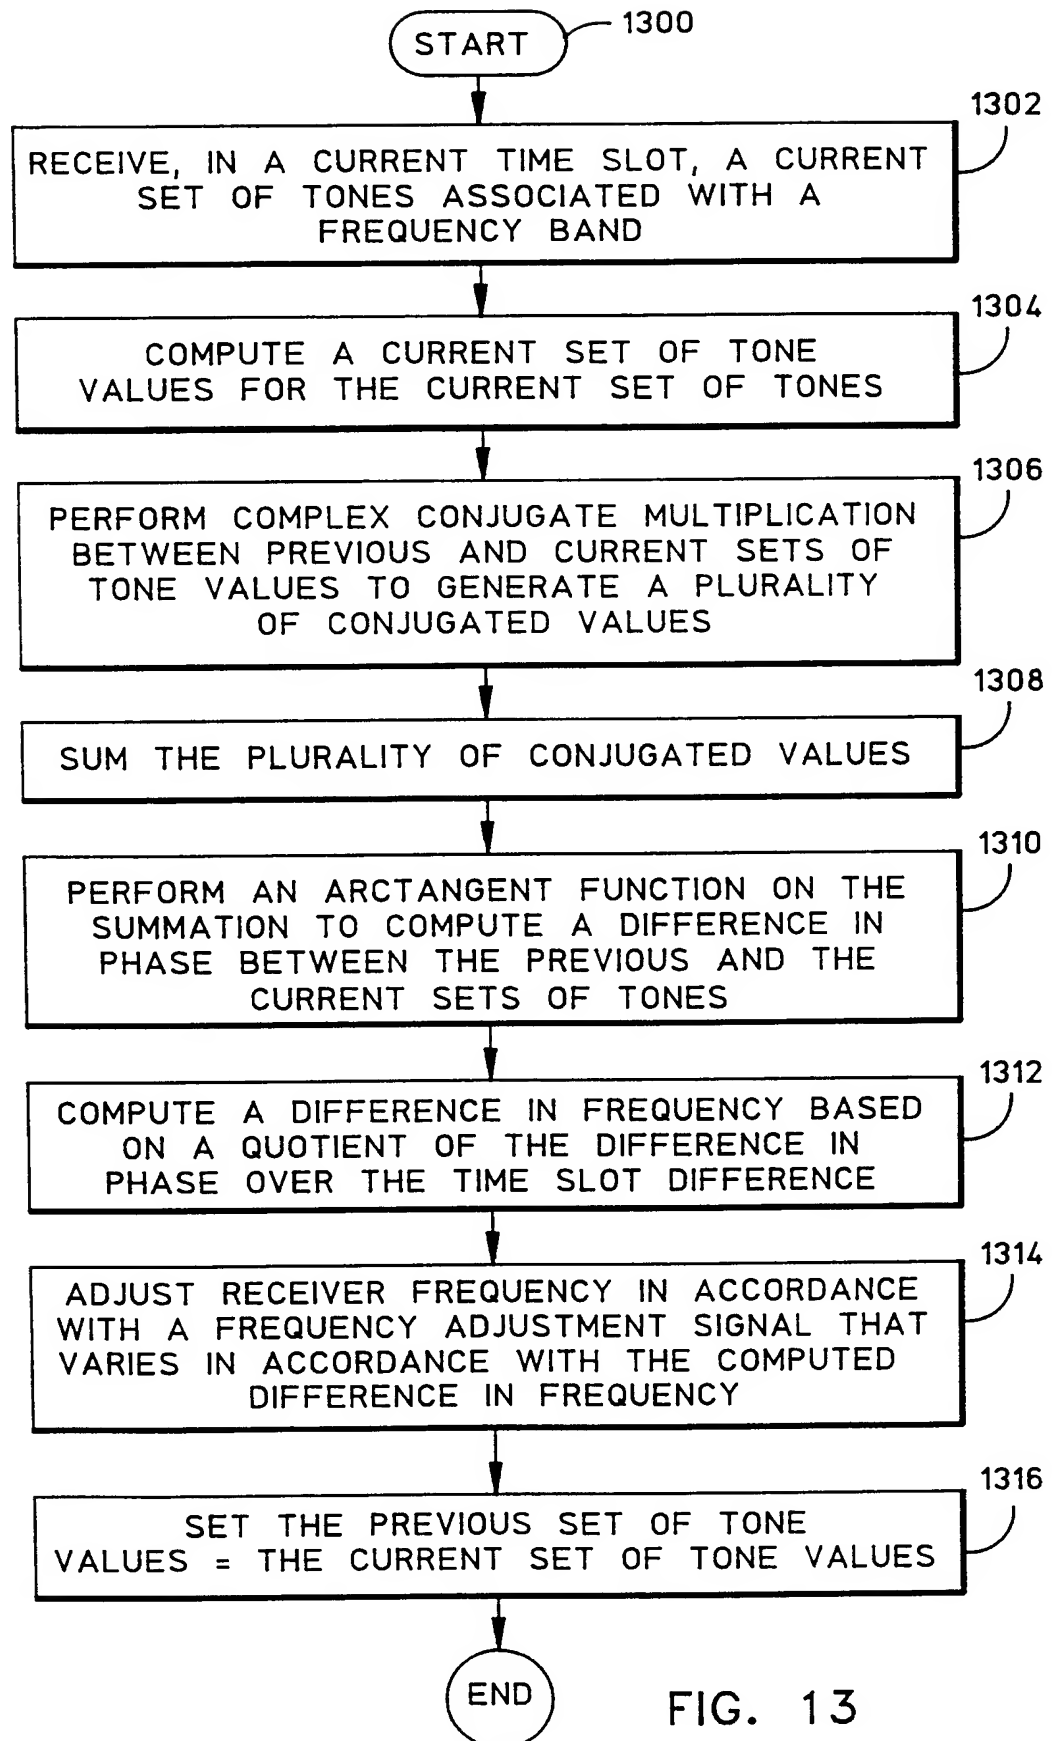 START
1300
1302
RECEIVE, IN A CURRENT TIME SLOT, A CURRENT
SET OF TONES ASSOCIATED WITH A
FREQUENCY BAND
1304
COMPUTE A CURRENT SET OF TONE
VALUES FOR THE CURRENT SET OF TONES
1306
PERFORM COMPLEX CONJUGATE MULTIPLICATION
BETWEEN PREVIOUS AND CURRENT SETS OF
TONE VALUES TO GENERATE A PLURALITY
OF CONJUGATED VALUES
1308
SUM THE PLURALITY OF CONJUGATED VALUES
1310
PERFORM AN ARCTANGENT FUNCTION ON THE
SUMMATION TO COMPUTE A DIFFERENCE IN
PHASE BETWEEN THE PREVIOUS AND THE
CURRENT SETS OF TONES
1312
COMPUTE A DIFFERENCE IN FREQUENCY BASED
ON A QUOTIENT OF THE DIFFERENCE IN
PHASE OVER THE TIME SLOT DIFFERENCE
1314
ADJUST RECEIVER FREQUENCY IN ACCORDANCE
WITH A FREQUENCY ADJUSTMENT SIGNAL THAT
VARIES IN ACCORDANCE WITH THE COMPUTED
DIFFERENCE IN FREQUENCY
1316
SET THE PREVIOUS SET OF TONE
VALUES = THE CURRENT SET OF TONE VALUES
END
FIG. 13